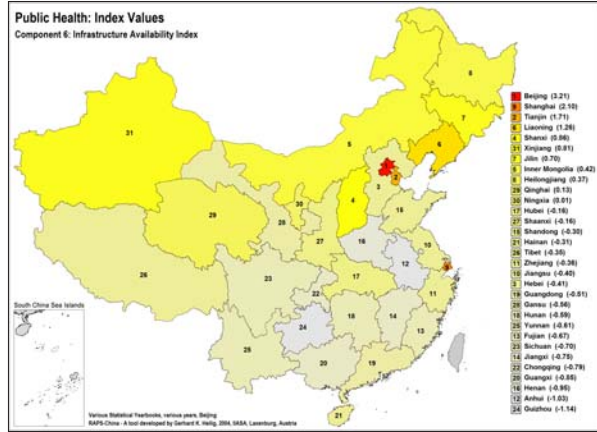 Public Health: Index Values
Component 6: Infrastructure Availability Index
8
7
31
5
6
1
2
3
4
30
29
28
27
15
16
10
12
9
26
23
17
22
11
18
14
24
13
25
20
19
21
1 Beijing (3.21)
9 Shanghai (2.10)
2 Tianjin (1.71)
6 Liaoning (1.26)
4 Shanxi (0.86)
31 Xinjiang (0.81)
7 Jilin (0.70)
5 Inner Mongolia (0.42)
8 Heilongjiang (0.37)
29 Qinghai (0.13)
30 Ningxia (0.01)
17 Hubei (-0.16)
27 Shaanxi (-0.16)
15 Shandong (-0.30)
21 Hainan (-0.31)
26 Tibet (-0.35)
11 Zhejiang (-0.36)
10 Jiangsu (-0.40)
3 Hebei (-0.41)
19 Guangdong (-0.51)
28 Gansu (-0.56)
18 Hunan (-0.59)
25 Yunnan (-0.61)
13 Fujian (-0.67)
23 Sichuan (-0.70)
14 Jiangxi (-0.75)
22 Chongqing (-0.79)
20 Guangxi (-0.85)
16 Henan (-0.95)
12 Anhui (-1.03)
24 Guizhou (-1.14)
South China Sea Islands
Various Statistical Yearbooks, various years, Beijing
RAPS-China - A tool developed by Gerhard K. Heilig, 2004, IIASA, Laxenburg, Austria